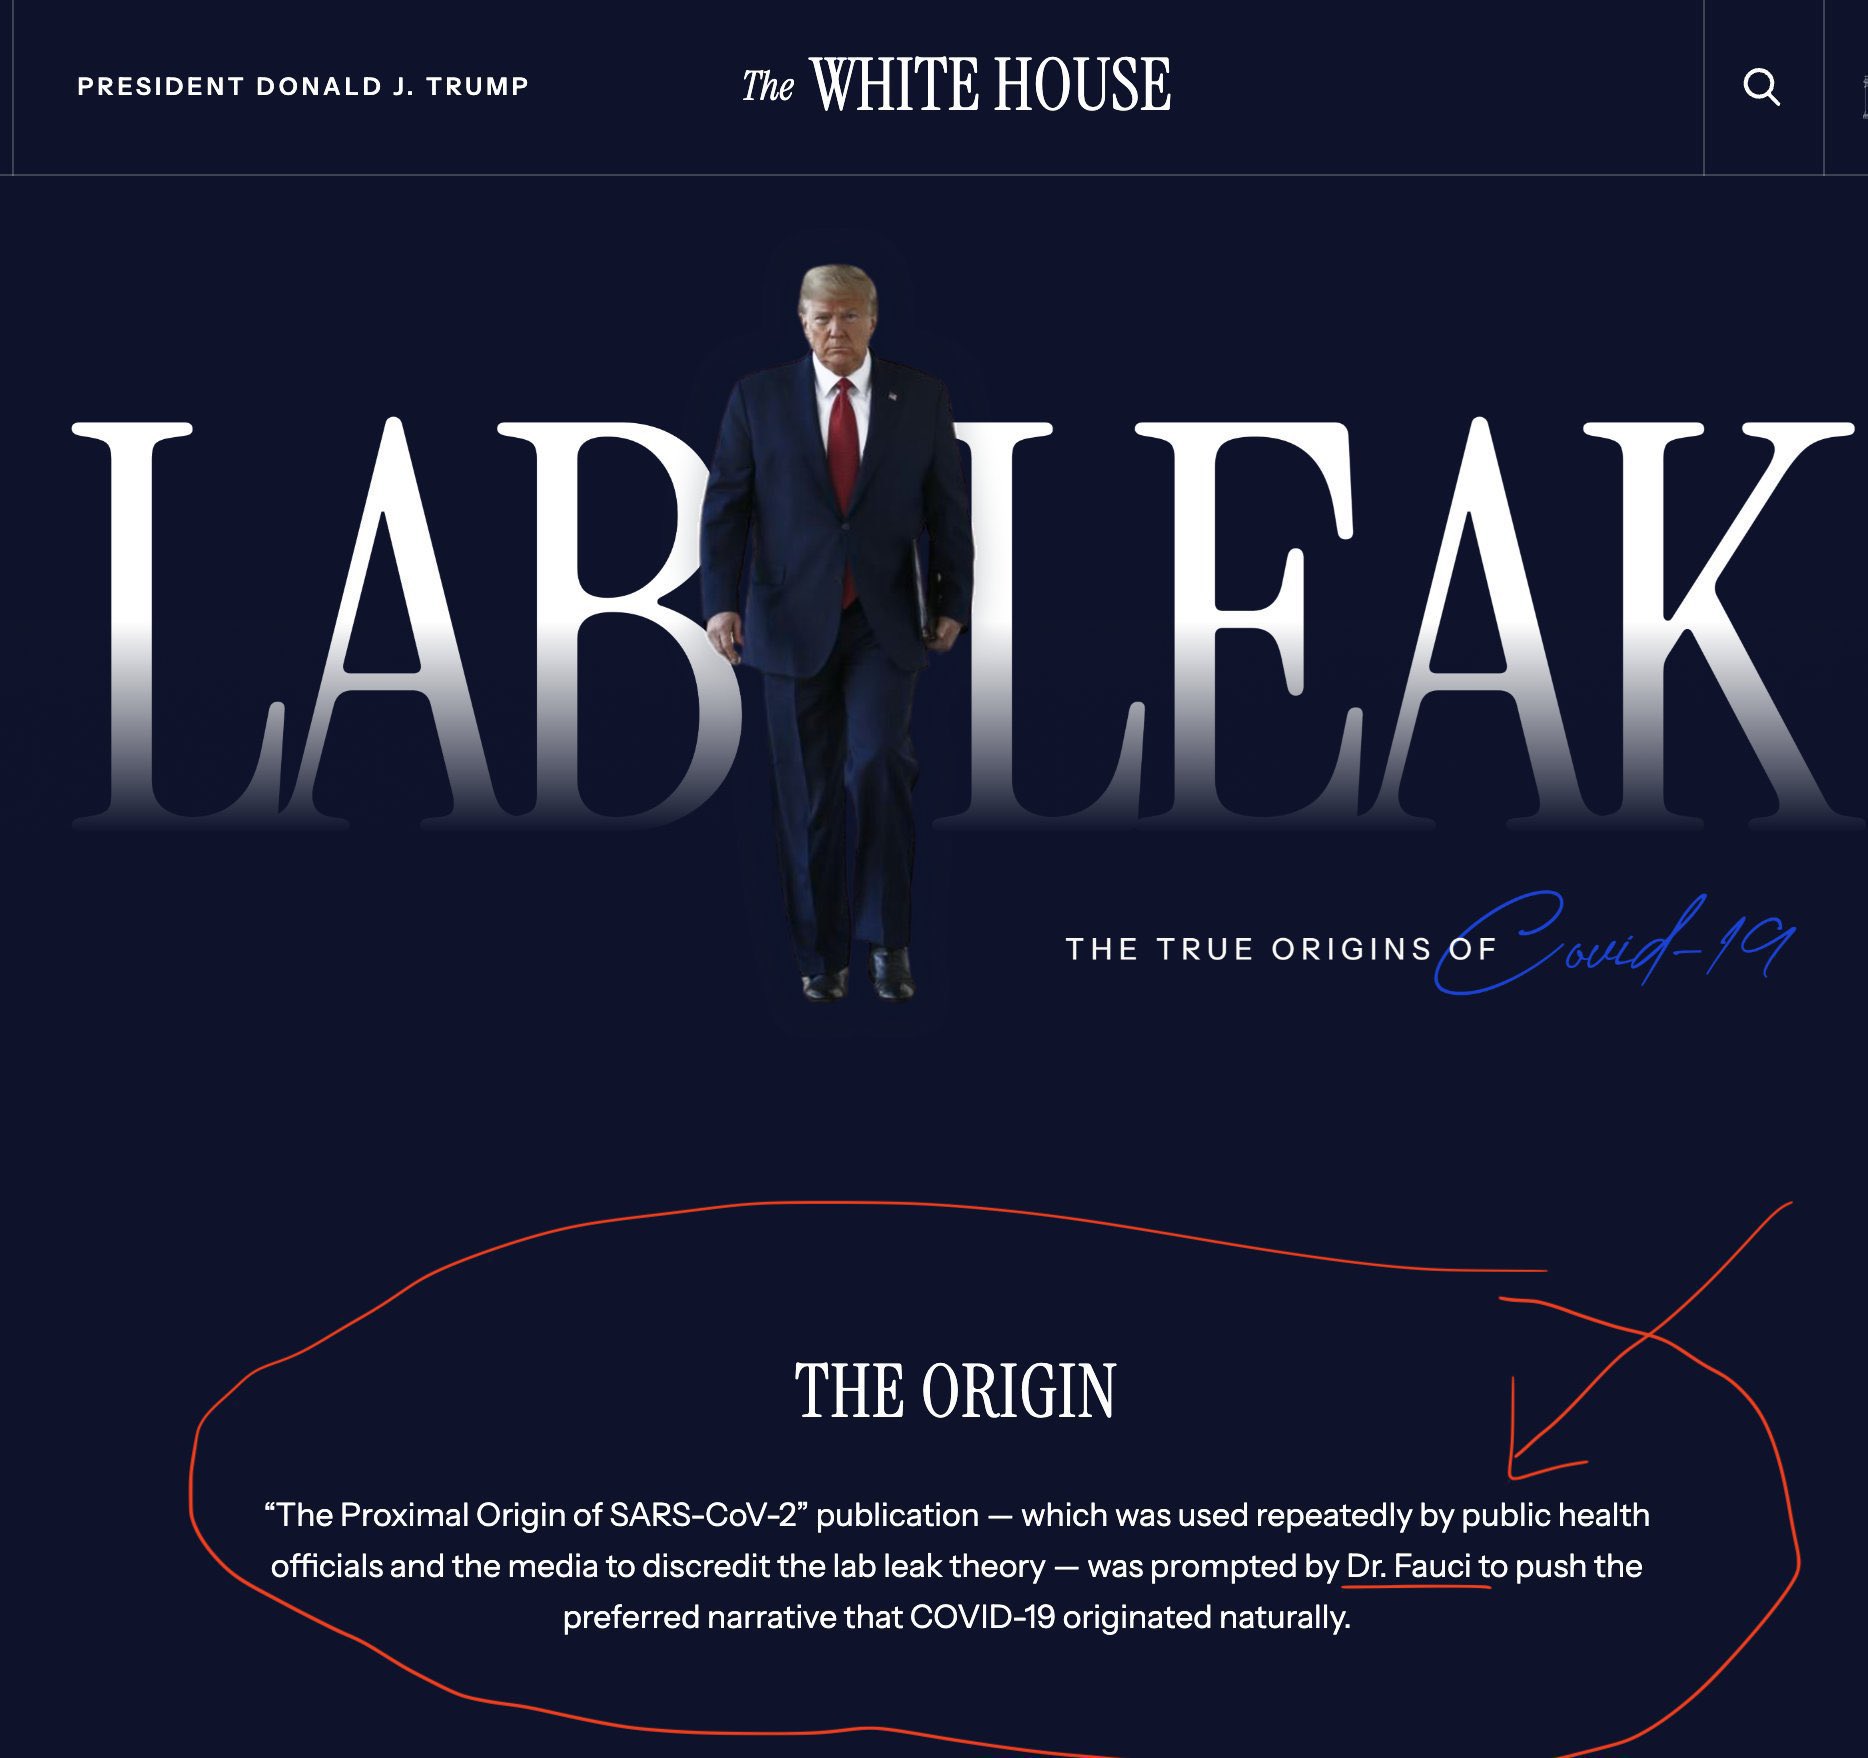 PRESIDENT DONALD J. TRUMP
The WHITE HOUSE
LAB LEAK
THE TRUE ORIGINS OF Covid-19
THE ORIGIN
“The Proximal Origin of SARS-CoV-2” publication — which was used repeatedly by public health
officials and the media to discredit the lab leak theory — was prompted by Dr. Fauci to push the
preferred narrative that COVID-19 originated naturally.